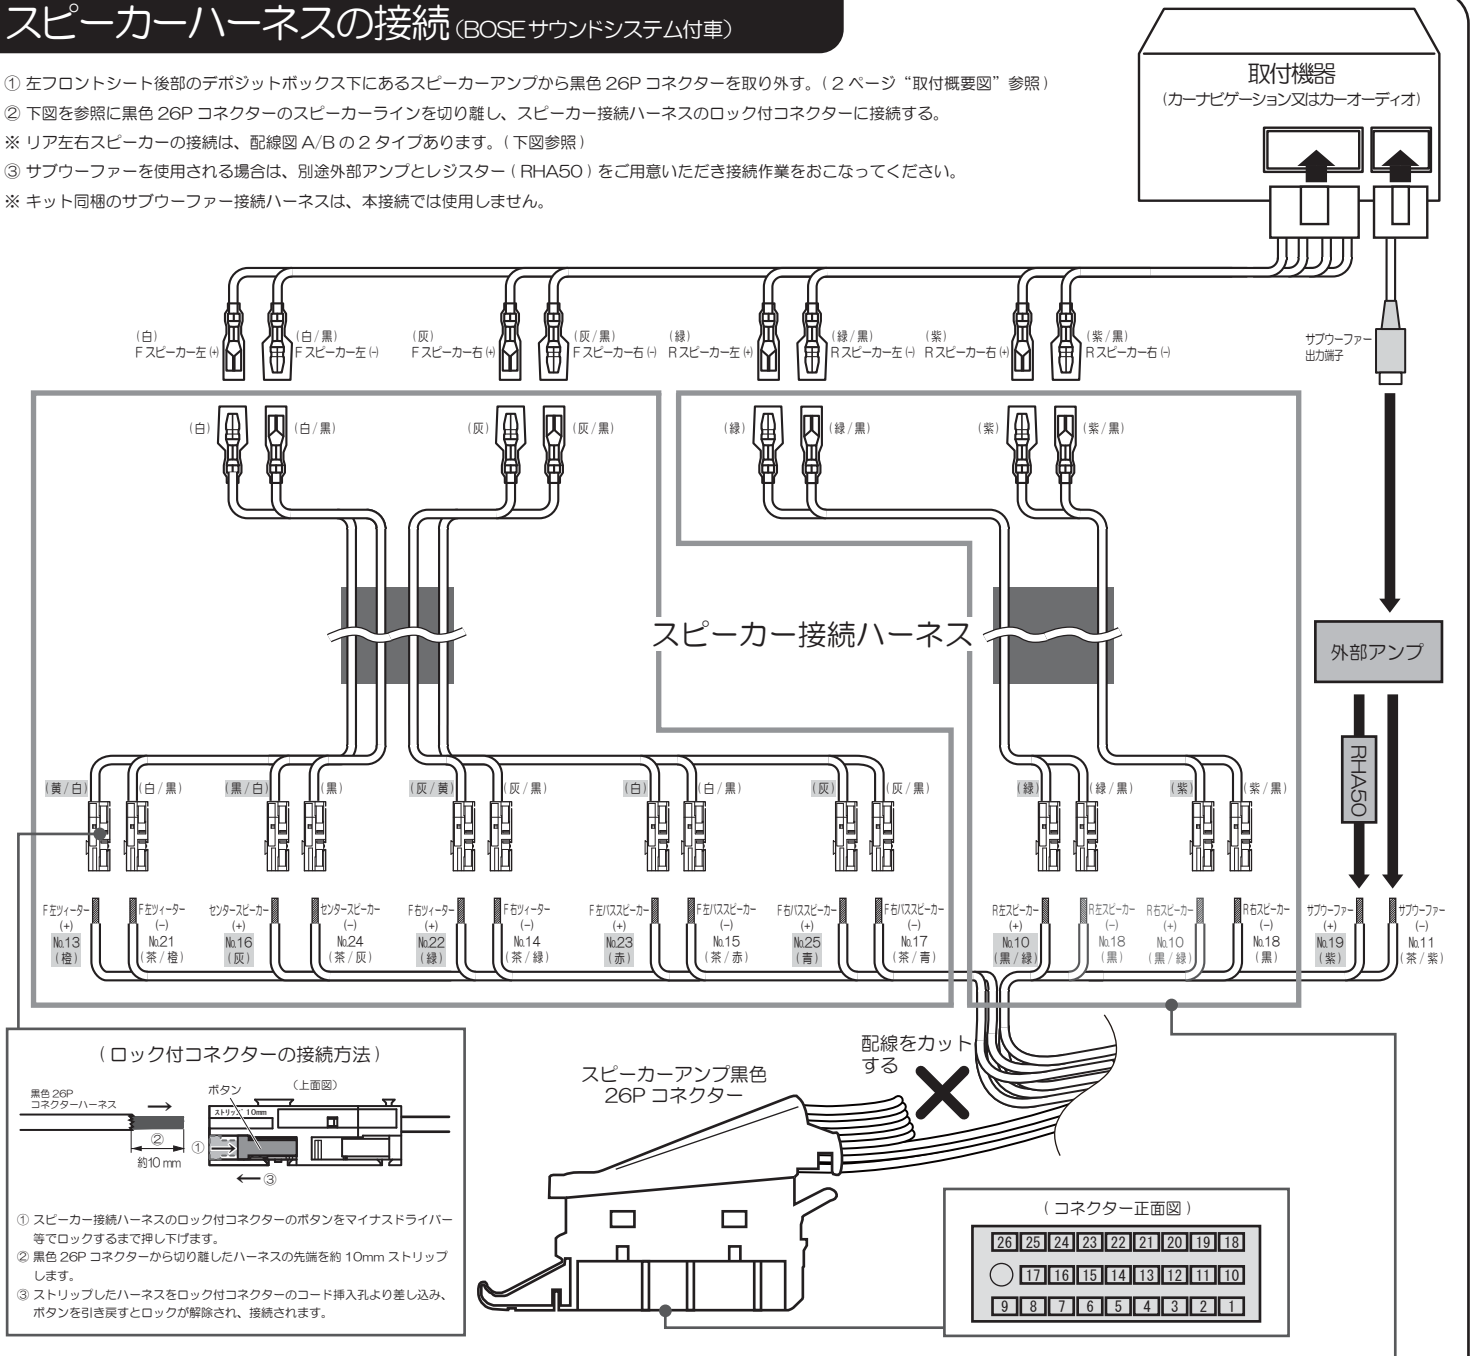 スピーカーハーネスの接続(BOSEサウンドシステム付車)
① 左フロントシート後部のデポジットボックス下にあるスピーカーアンプから黒色 26P コネクターを取り外す。( 2 ページ“取付概要図”参照 )
② 下図を参照に黒色 26P コネクターのスピーカーラインを切り離し、スピーカー接続ハーネスのロック付コネクターに接続する。
※ リア左右スピーカーの接続は、配線図 A/B の 2 タイプあります。( 下図参照 )
③ サブウーファーを使用される場合は、別途外部アンプとレジスター ( RHA50 ) をご用意いただき接続作業をおこなってください。
※ キット同梱のサブウーファー接続ハーネスは、本接続では使用しません。
取付機器
(カーナビゲーション又はカーオーディオ)
(白)
Fスピーカー左(+)
(白/黒)
Fスピーカー左(-)
(灰)
Fスピーカー右(+)
(灰/黒)
Fスピーカー右(-)
(緑)
Rスピーカー左(+)
(緑/黒)
Rスピーカー左(-)
(紫)
Rスピーカー右(+)
(紫/黒)
Rスピーカー右(-)
サブウーファー
出力端子
(白)
(白/黒)
(灰)
(灰/黒)
(緑)
(緑/黒)
(紫)
(紫/黒)
スピーカー接続ハーネス
外部アンプ
RHA50
(黄/白)
(白/黒)
(黒/白)
(黒)
(灰/黄)
(灰/黒)
(白)
(白/黒)
(灰)
(灰/黒)
(緑)
(緑/黒)
(紫)
(紫/黒)
F左ツィーター
(+)
№13
(橙)
F左ツィーター
(-)
№21
(茶/橙)
センタースピーカー
(+)
№16
(灰)
センタースピーカー
(-)
№24
(茶/灰)
F右ツィーター
(+)
№22
(緑)
F右ツィーター
(-)
№14
(茶/緑)
F左バススピーカー
(+)
№23
(赤)
F左バススピーカー
(-)
№15
(茶/赤)
F右バススピーカー
(+)
№25
(青)
F右バススピーカー
(-)
№17
(茶/青)
R左スピーカー
(+)
№10
(黒/緑)
R左スピーカー
(-)
№18
(黒)
R右スピーカー
(+)
№10
(黒/緑)
R右スピーカー
(-)
№18
(黒)
サブウーファー
(+)
№19
(紫)
サブウーファー
(-)
№11
(茶/紫)
(ロック付コネクターの接続方法)
黒色 26P
コネクターハーネス
②
約10 mm
ボタン
(上面図)
ストリップ 10mm
①
③
① スピーカー接続ハーネスのロック付コネクターのボタンをマイナスドライバー
等でロックするまで押し下げます。
② 黒色 26P コネクターから切り離したハーネスの先端を約 10mm ストリップ
します。
③ ストリップしたハーネスをロック付コネクターのコード挿入孔より差し込み、
ボタンを引き戻すとロックが解除され、接続されます。
配線をカット
する
スピーカーアンプ黒色
26P コネクター
(コネクター正面図)
26 25 24 23 22 21 20 19 18
17 16 15 14 13 12 11 10
9 8 7 6 5 4 3 2 1